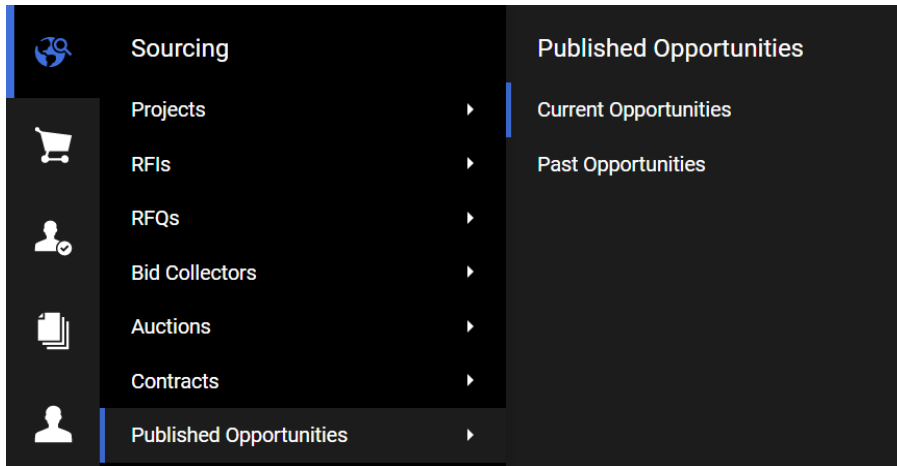 Sourcing
Projects
RFIs
RFQs
Bid Collectors
Auctions
Contracts
Published Opportunities
Published Opportunities
Current Opportunities
Past Opportunities